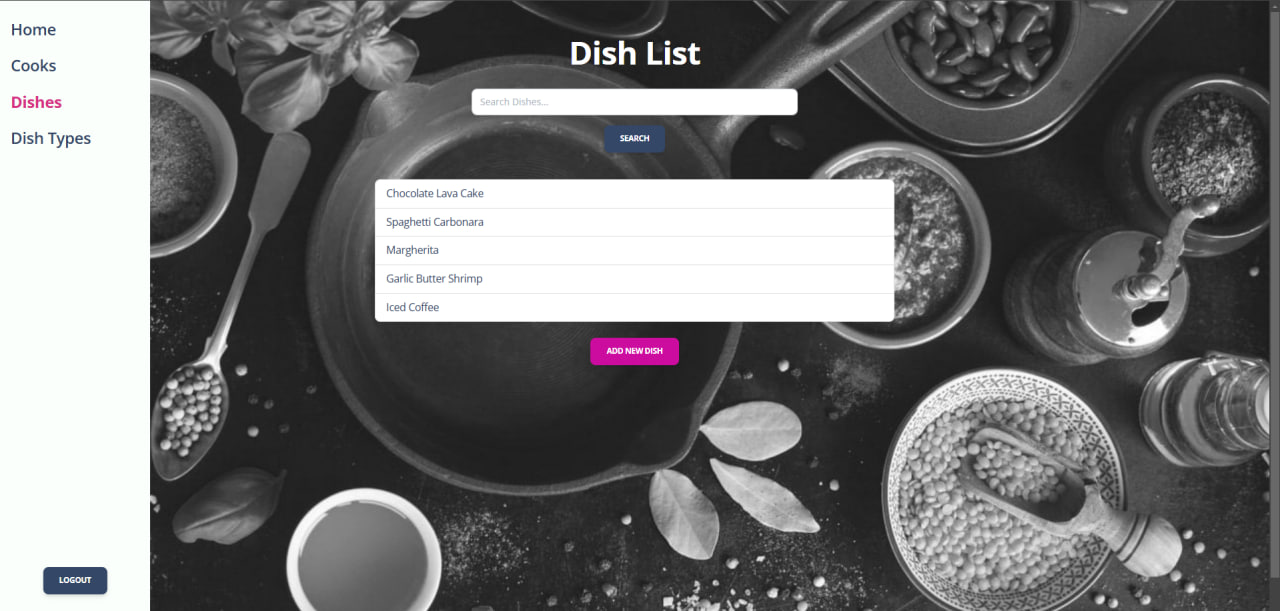 Home
Cooks
Dishes
Dish Types
LOGOUT
Dish List
Search Dishes...
SEARCH
Chocolate Lava Cake
Spaghetti Carbonara
Margherita
Garlic Butter Shrimp
Iced Coffee
ADD NEW DISH